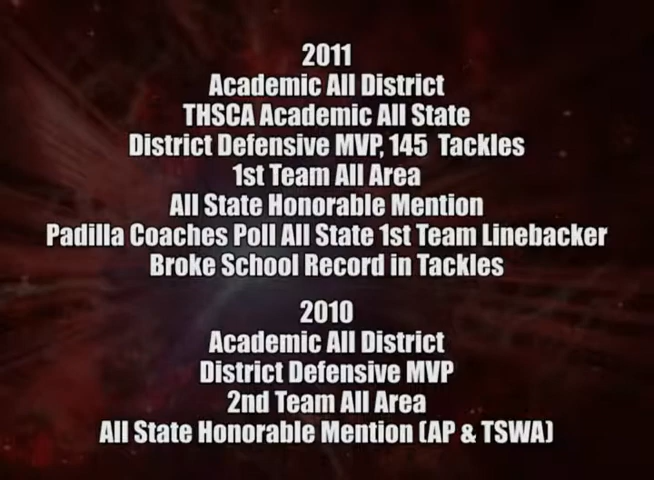 2011
Academic All District
THSCA Academic All State
District Defensive MVP, 145 Tackles
1st Team All Area
All State Honorable Mention
Padilla Coaches Poll All State 1st Team Linebacker
Broke School Record in Tackles
2010
Academic All District
District Defensive MVP
2nd Team All Area
All State Honorable Mention (AP & TSWA)